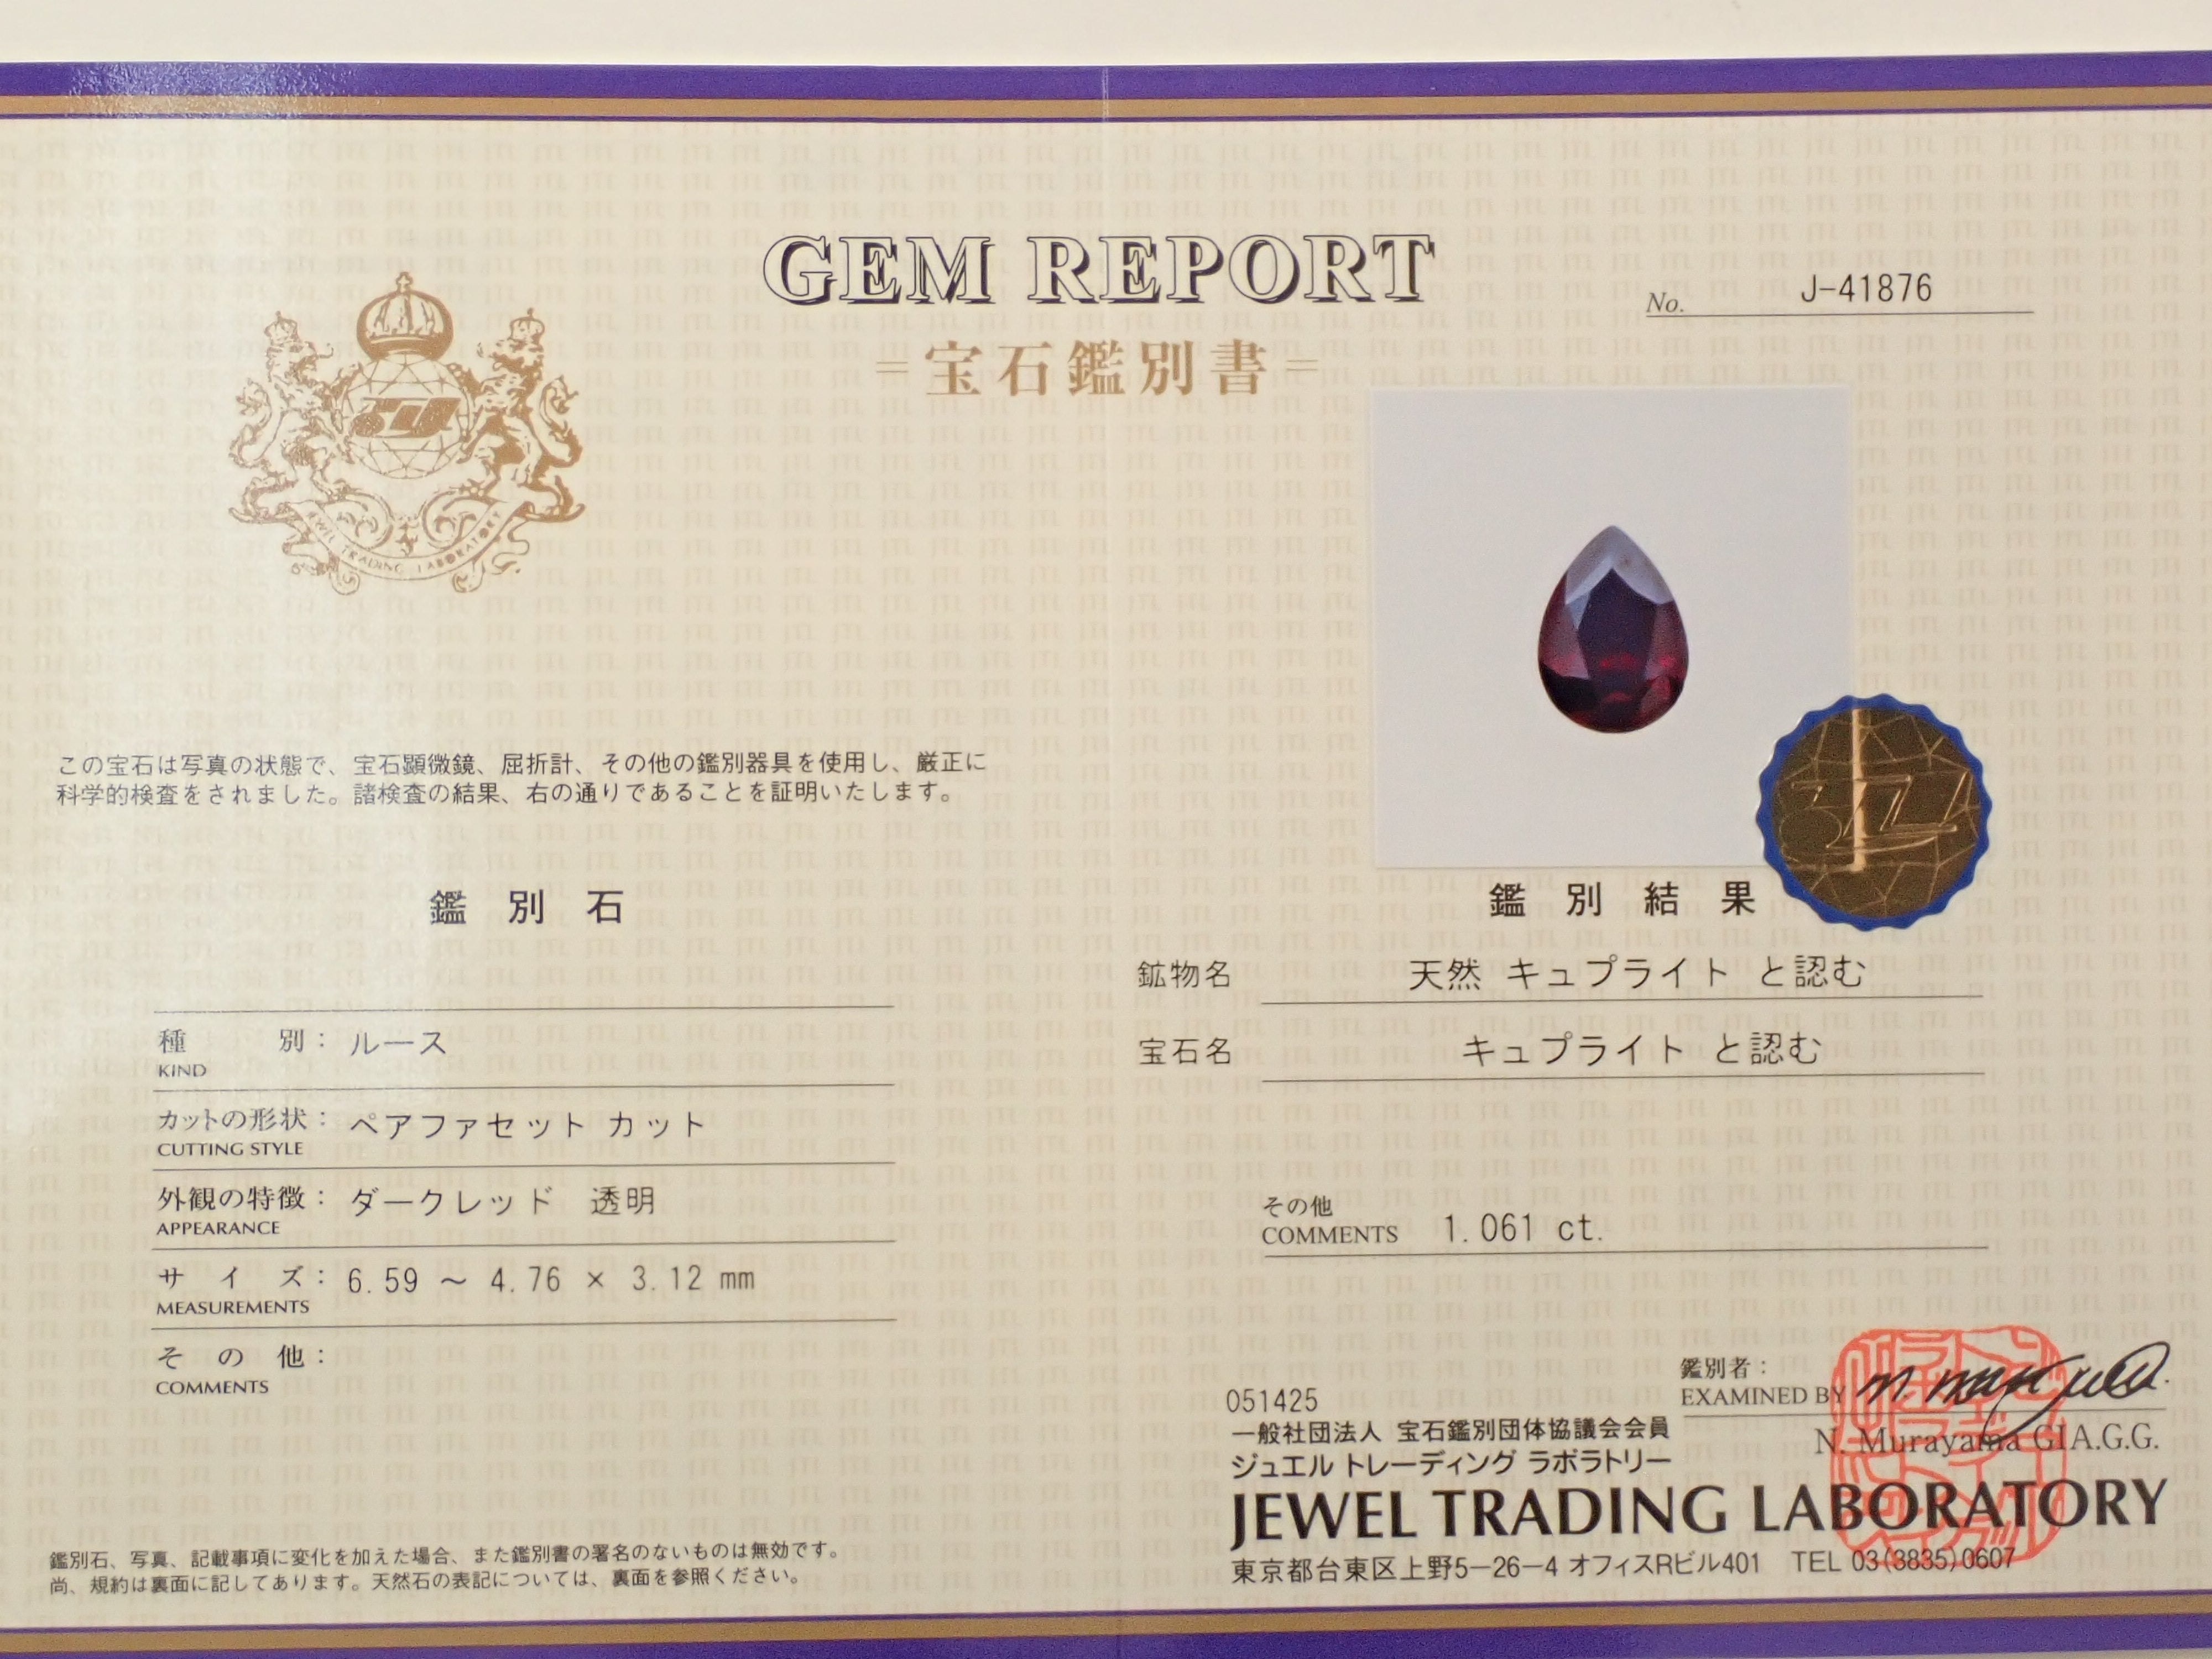 GEM REPORT
=宝石鑑別書=
No. J-41876
JEWEL TRADING LABORATORY
この宝石は写真の状態で、宝石顕微鏡、屈折計、その他の鑑別器具を使用し、厳正に
科学的検査をされました。諸検査の結果、右の通りであることを証明いたします。
鑑別石
種別: ルース
KIND
カットの形状: ペアファセット カット
CUTTING STYLE
外観の特徴: ダークレッド 透明
APPEARANCE
サイズ: 6.59 ～ 4.76 × 3.12 mm
MEASUREMENTS
その他:
COMMENTS
鑑別石、写真、記載事項に変化を加えた場合、また鑑別書の署名のないものは無効です。
尚、規約は裏面に記してあります。天然石の表記については、裏面を参照ください。
鑑別結果
鉱物名 天然 キュプライト と認む
宝石名 キュプライト と認む
その他
COMMENTS 1.061 ct.
鑑別者:
EXAMINED BY
N. Murayama GIA.G.G.
051425
一般社団法人 宝石鑑別団体協議会会員
ジュエル トレーディング ラボラトリー
JEWEL TRADING LABORATORY
東京都台東区上野5-26-4 オフィスRビル401 TEL 03(3835)0607